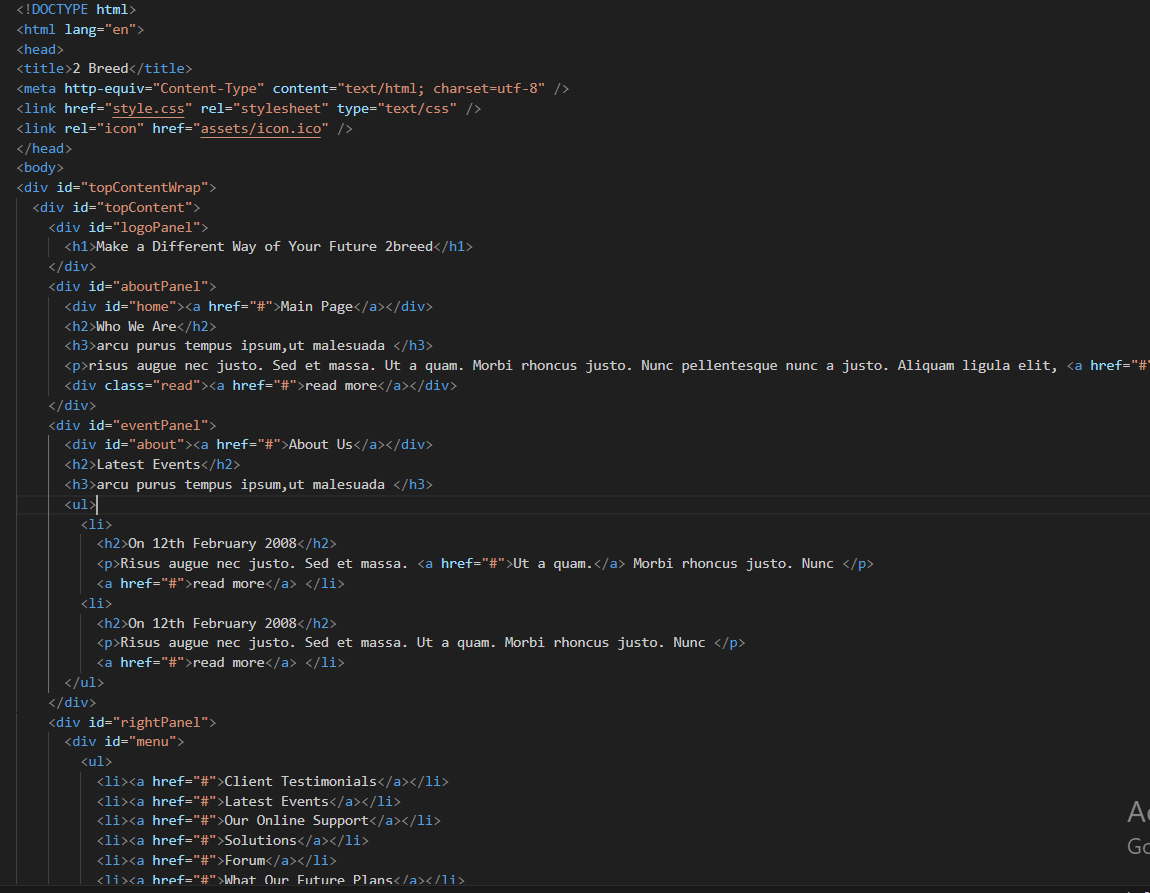 <!DOCTYPE html>
<html lang="en">
<head>
<title>2 Breed</title>
<meta http-equiv="Content-Type" content="text/html; charset=utf-8" />
<link href="style.css" rel="stylesheet" type="text/css" />
<link rel="icon" href="assets/icon.ico" />
</head>
<body>
<div id="topContentWrap">
<div id="topContent">
<div id="logoPanel">
<h1>Make a Different Way of Your Future 2breed</h1>
</div>
<div id="aboutPanel">
<div id="home"><a href="#">Main Page</a></div>
<h2>Who We Are</h2>
<h3>arcu purus tempus ipsum,ut malesuada </h3>
<p>risus augue nec justo. Sed et massa. Ut a quam. Morbi rhoncus justo. Nunc pellentesque nunc a justo. Aliquam ligula elit, <a href="#"
<div class="read"><a href="#">read more</a></div>
</div>
<div id="eventPanel">
<div id="about"><a href="#">About Us</a></div>
<h2>Latest Events</h2>
<h3>arcu purus tempus ipsum,ut malesuada </h3>
<ul>
<li>
<h2>On 12th February 2008</h2>
<p>Risus augue nec justo. Sed et massa. <a href="#">Ut a quam.</a> Morbi rhoncus justo. Nunc </p>
<a href="#">read more</a> </li>
<li>
<h2>On 12th February 2008</h2>
<p>Risus augue nec justo. Sed et massa. Ut a quam. Morbi rhoncus justo. Nunc </p>
<a href="#">read more</a> </li>
</ul>
</div>
<div id="rightPanel">
<div id="menu">
<ul>
<li><a href="#">Client Testimonials</a></li>
<li><a href="#">Latest Events</a></li>
<li><a href="#">Our Online Support</a></li>
<li><a href="#">Solutions</a></li>
<li><a href="#">Forum</a></li>
<li><a href="#">What Our Future Plans</a></li>